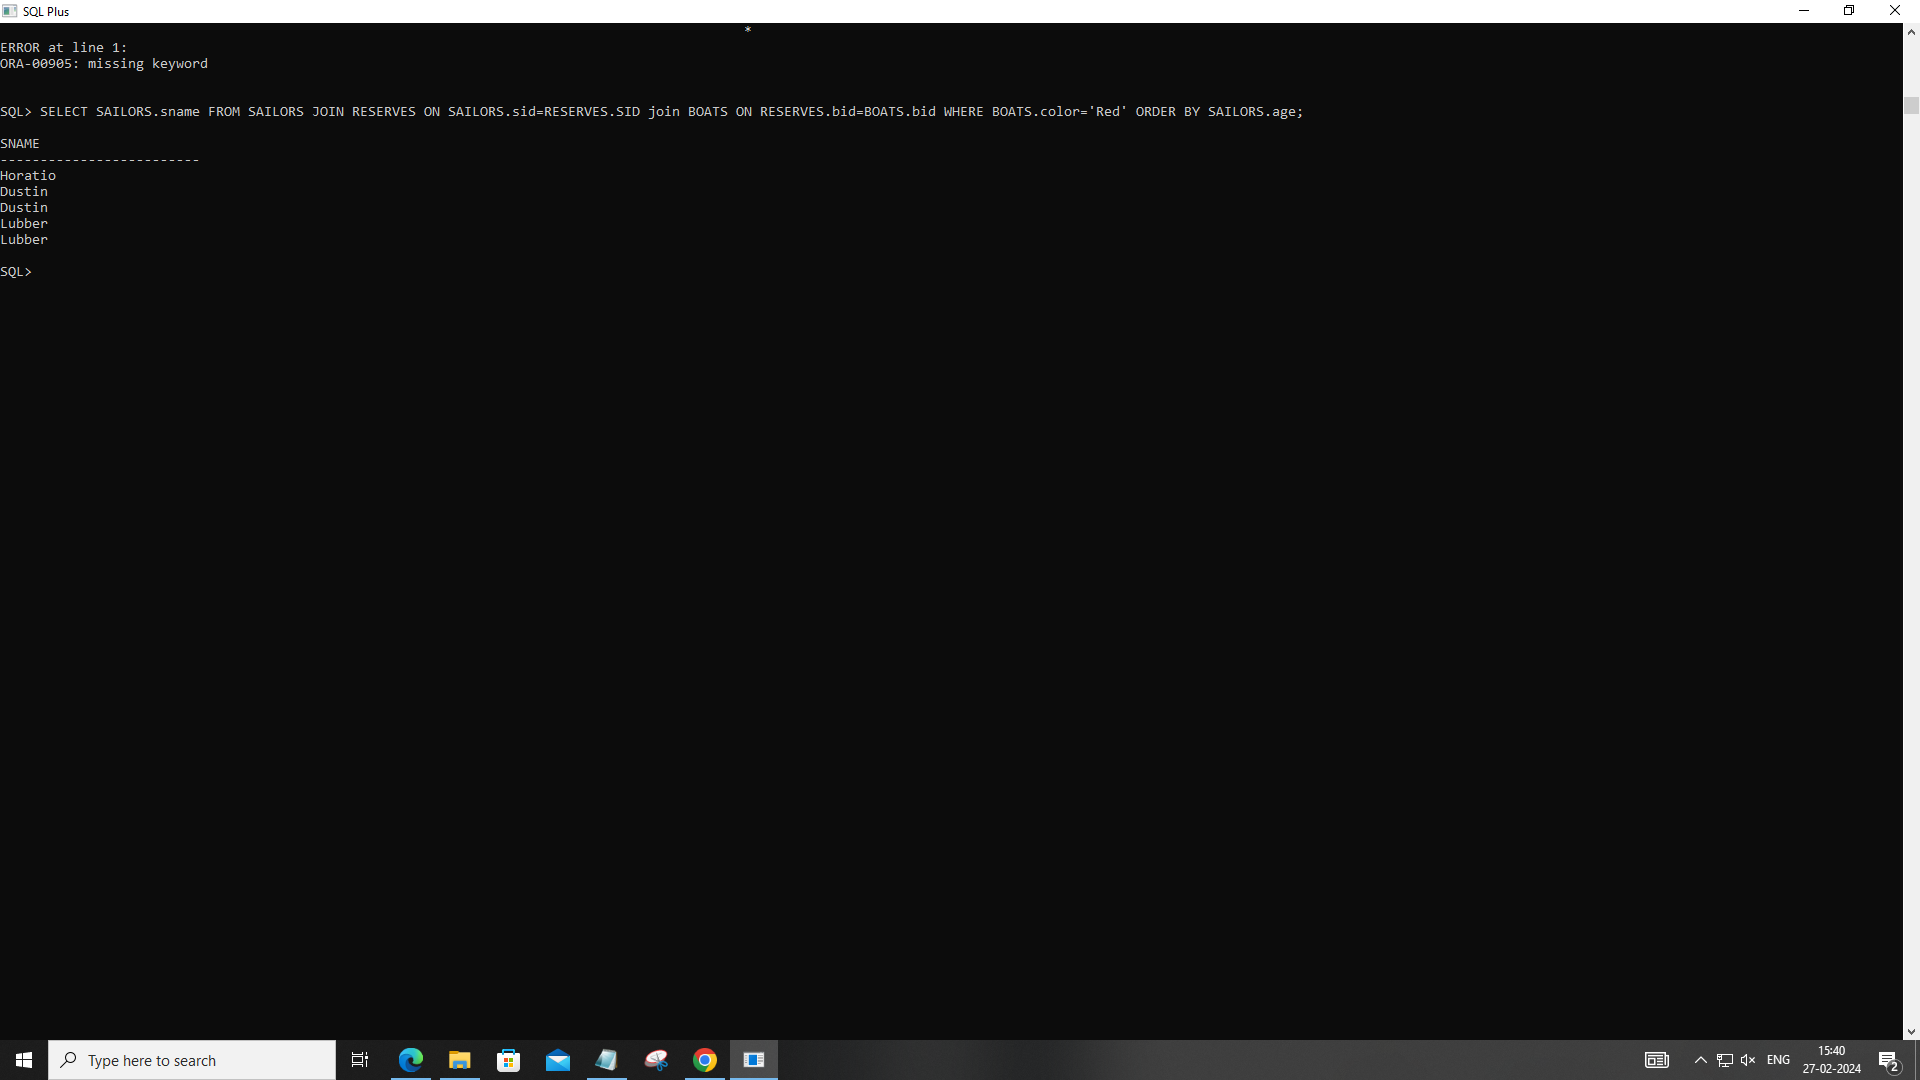 SQL Plus
*
ERROR at line 1:
ORA-00905: missing keyword
SQL> SELECT SAILORS.sname FROM SAILORS JOIN RESERVES ON SAILORS.sid=RESERVES.SID join BOATS ON RESERVES.bid=BOATS.bid WHERE BOATS.color='Red' ORDER BY SAILORS.age;
SNAME
-------------------------
Horatio
Dustin
Dustin
Lubber
Lubber
SQL>
Type here to search
ENG
15:40
27-02-2024
2